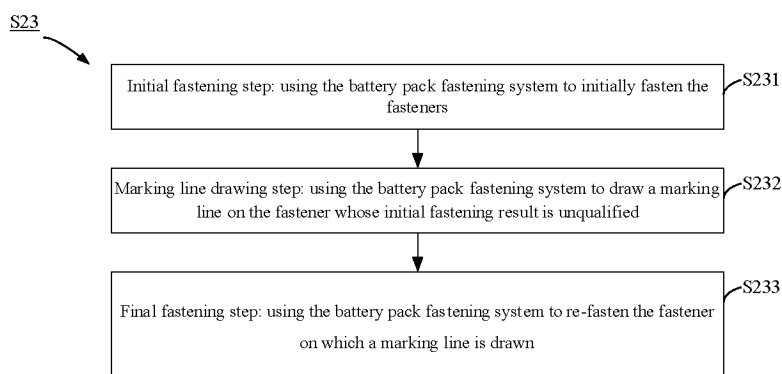 S23
Initial fastening step: using the battery pack fastening system to initially fasten the
fasteners
S231
Marking line drawing step: using the battery pack fastening system to draw a marking
line on the fastener whose initial fastening result is unqualified
S232
Final fastening step: using the battery pack fastening system to re-fasten the fastener
on which a marking line is drawn
S233